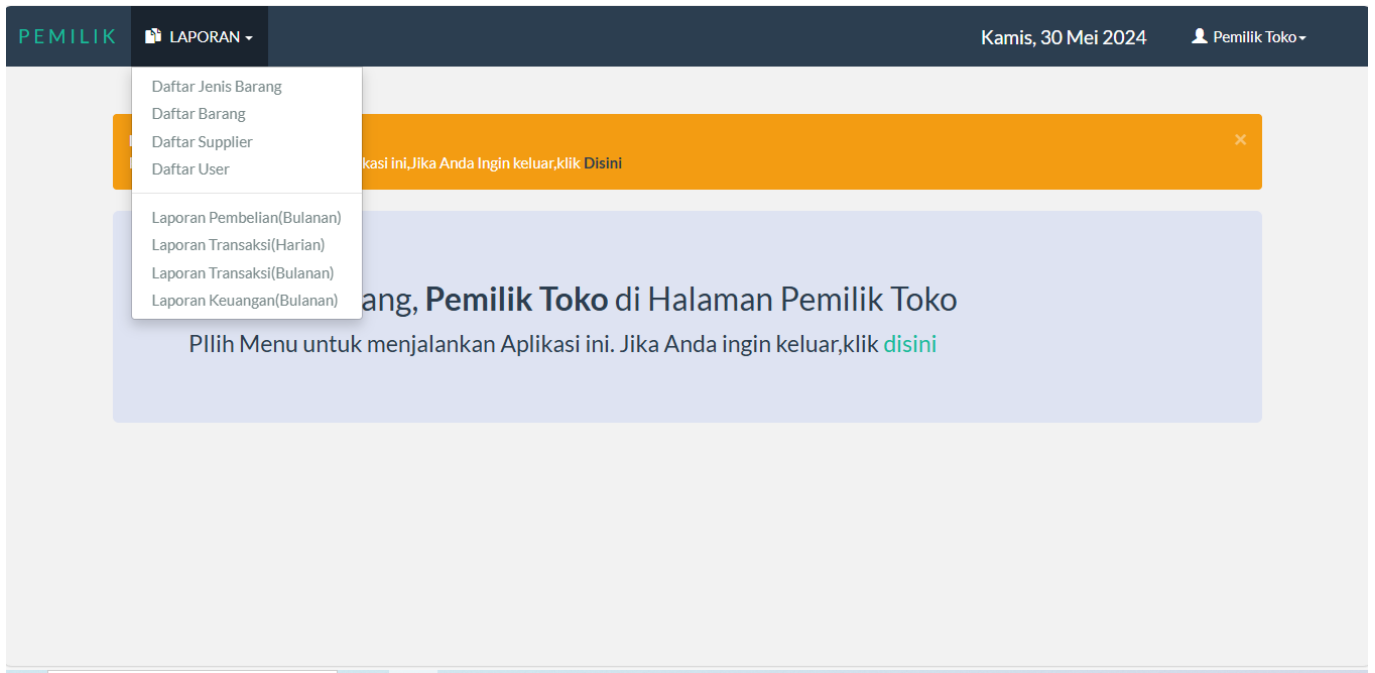 PEMILIK LAPORAN Kamis, 30 Mei 2024 Pemilik Toko
Daftar Jenis Barang
Daftar Barang
Daftar Supplier
Daftar User
Laporan Pembelian(Bulanan)
Laporan Transaksi(Harian)
Laporan Transaksi(Bulanan)
Laporan Keuangan(Bulanan)
×
ini,Jika Anda Ingin keluar,klik Disini
Pemilik Toko di Halaman Pemilik Toko
PIlih Menu untuk menjalankan Aplikasi ini. Jika Anda ingin keluar,klik disini